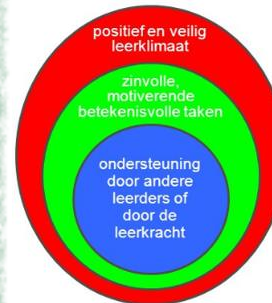 positief en veilig
leerklimaat
zinvolle,
motiverende
betekenisvolle taken
ondersteuning
door andere
leerders of
door de
leerkracht